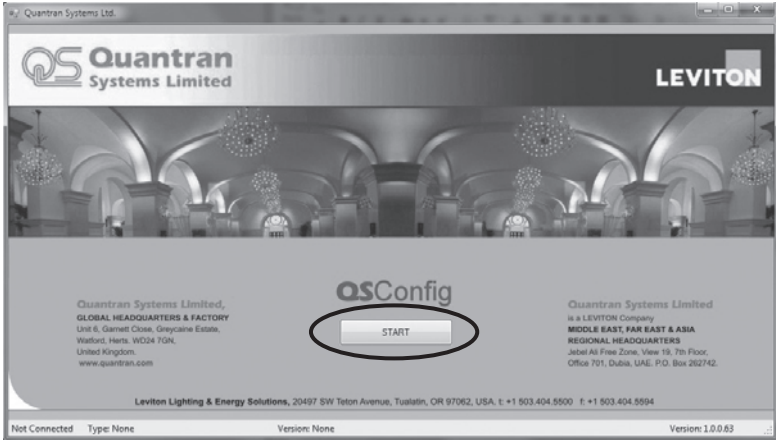 Quantran Systems Ltd.
QS Quantran
Systems Limited
LEVITON
QSConfig
START
Quantran Systems Limited,
GLOBAL HEADQUARTERS & FACTORY
Unit 6, Garnett Close, Greycaine Estate,
Watford, Herts. WD24 7GN,
United Kingdom.
www.quantran.com
Quantran Systems Limited
is a LEVITON Company
MIDDLE EAST, FAR EAST & ASIA
REGIONAL HEADQUARTERS
Jebel Ali Free Zone, View 19, 7th Floor,
Office 701, Dubia, UAE. P.O. Box 262742.
Leviton Lighting & Energy Solutions, 20497 SW Teton Avenue, Tualatin, OR 97062, USA. t: +1 503.404.5500 f: +1 503.404.5594
Not Connected Type: None Version: None Version: 1.0.0.63